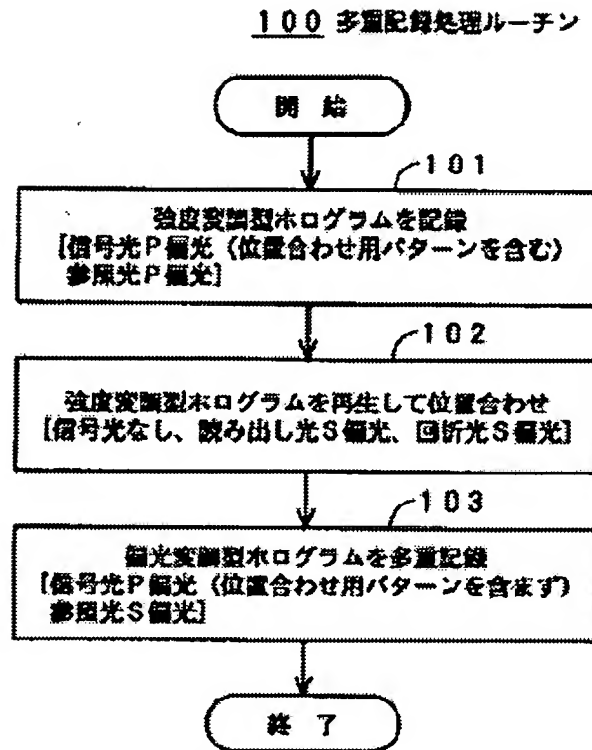 100 多重記録処理ルーチン
開 始
101
強度変調型ホログラムを記録
[信号光P偏光（位置合わせ用パターンを含む）
参照光P偏光]
102
強度変調型ホログラムを再生して位置合わせ
[信号光なし、読み出し光S偏光、回折光S偏光]
103
偏光変調型ホログラムを多重記録
[信号光P偏光（位置合わせ用パターンを含まず）
参照光S偏光]
終 了